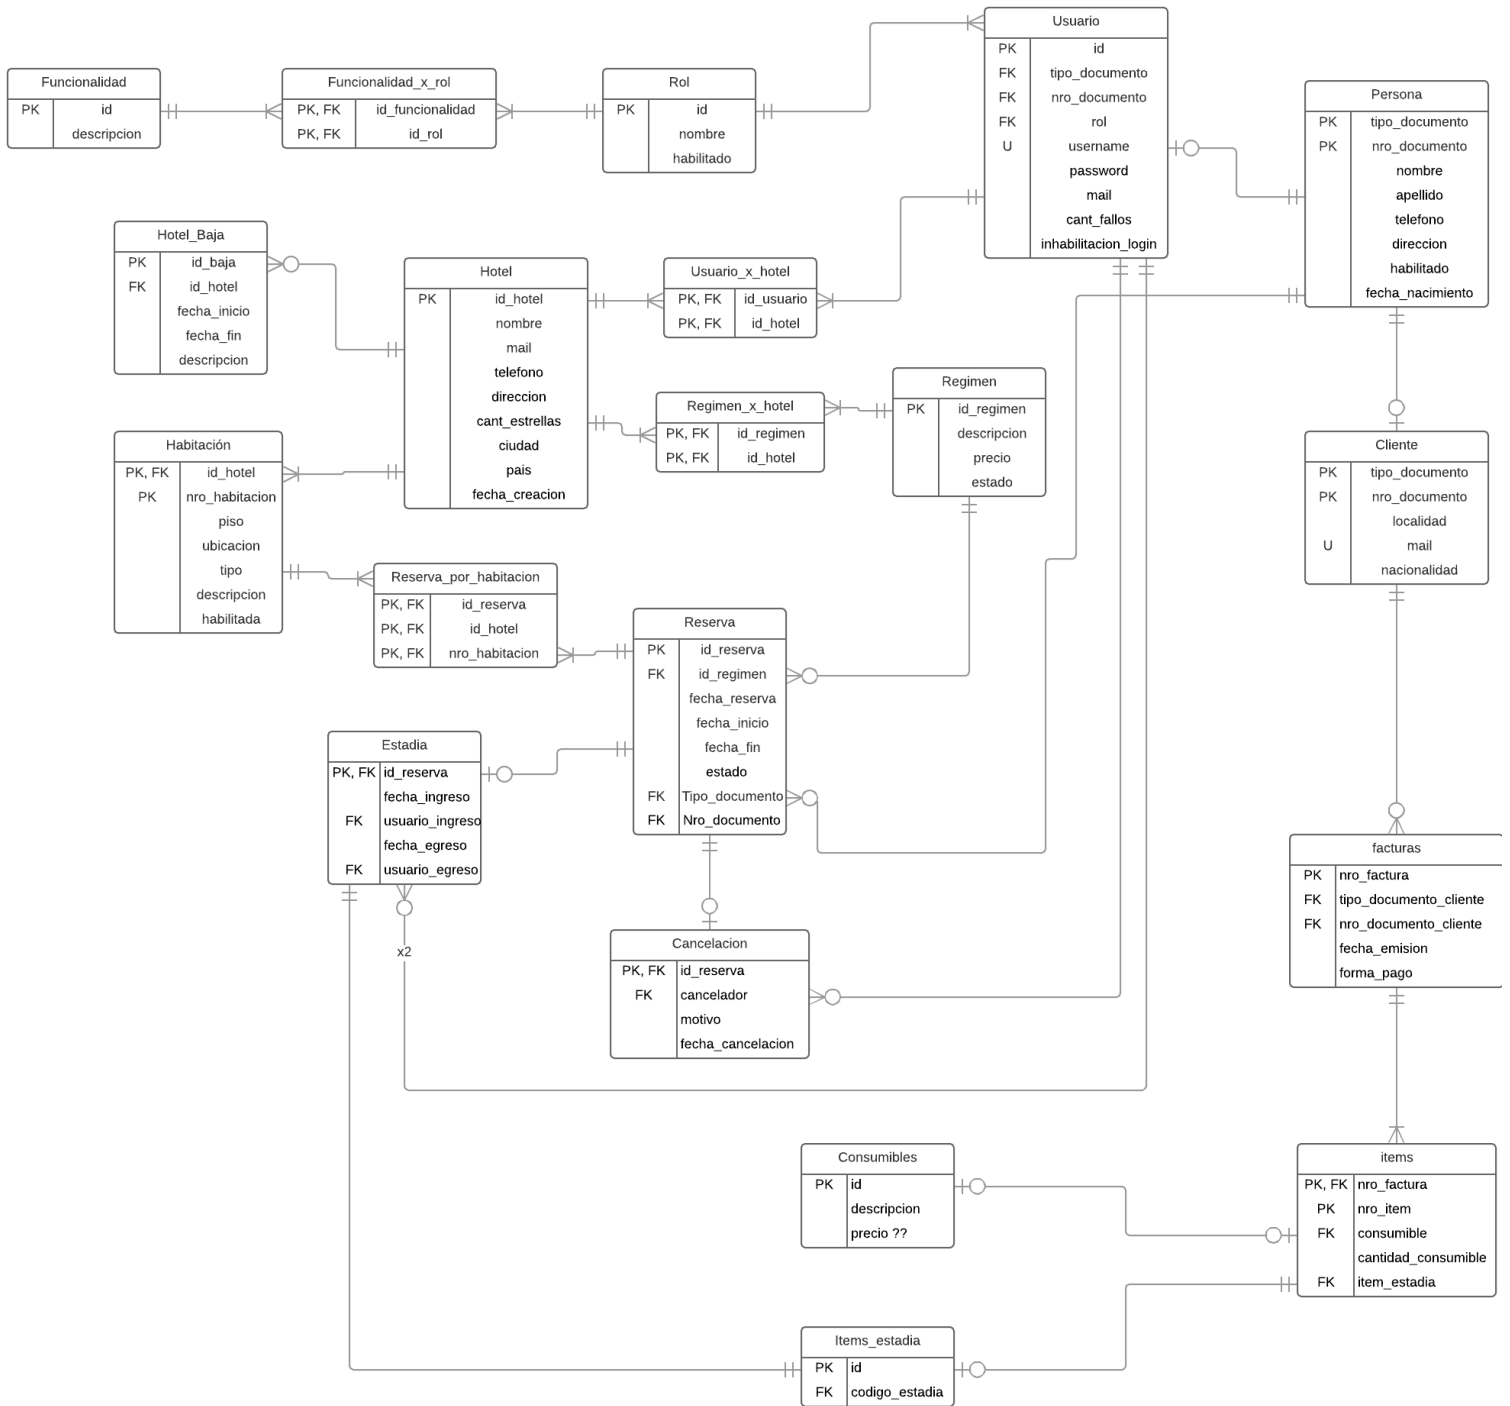 Usuario
PK id
FK tipo_documento
FK nro_documento
FK rol
U username
password
mail
cant_fallos
inhabilitacion_login
Funcionalidad
PK id
descripcion
Funcionalidad_x_rol
PK, FK id_funcionalidad
PK, FK id_rol
Rol
PK id
nombre
habilitado
Persona
PK tipo_documento
PK nro_documento
nombre
apellido
telefono
direccion
habilitado
fecha_nacimiento
Hotel_Baja
PK id_baja
FK id_hotel
fecha_inicio
fecha_fin
descripcion
Hotel
PK id_hotel
nombre
mail
telefono
direccion
cant_estrellas
ciudad
pais
fecha_creacion
Usuario_x_hotel
PK, FK id_usuario
PK, FK id_hotel
Regimen_x_hotel
PK, FK id_regimen
PK, FK id_hotel
Regimen
PK id_regimen
descripcion
precio
estado
Habitación
PK, FK id_hotel
PK nro_habitacion
piso
ubicacion
tipo
descripcion
habilitada
Cliente
PK tipo_documento
PK nro_documento
localidad
U mail
nacionalidad
Reserva_por_habitacion
PK, FK id_reserva
PK, FK id_hotel
PK, FK nro_habitacion
Reserva
PK id_reserva
FK id_regimen
fecha_reserva
fecha_inicio
fecha_fin
estado
FK Tipo_documento
FK Nro_documento
Estadia
PK, FK id_reserva
fecha_ingreso
FK usuario_ingreso
fecha_egreso
FK usuario_egreso
x2
facturas
PK nro_factura
FK tipo_documento_cliente
FK nro_documento_cliente
fecha_emision
forma_pago
Cancelacion
PK, FK id_reserva
FK cancelador
motivo
fecha_cancelacion
Consumibles
PK id
descripcion
precio ??
items
PK, FK nro_factura
PK nro_item
FK consumible
cantidad_consumible
FK item_estadia
Items_estadia
PK id
FK codigo_estadia